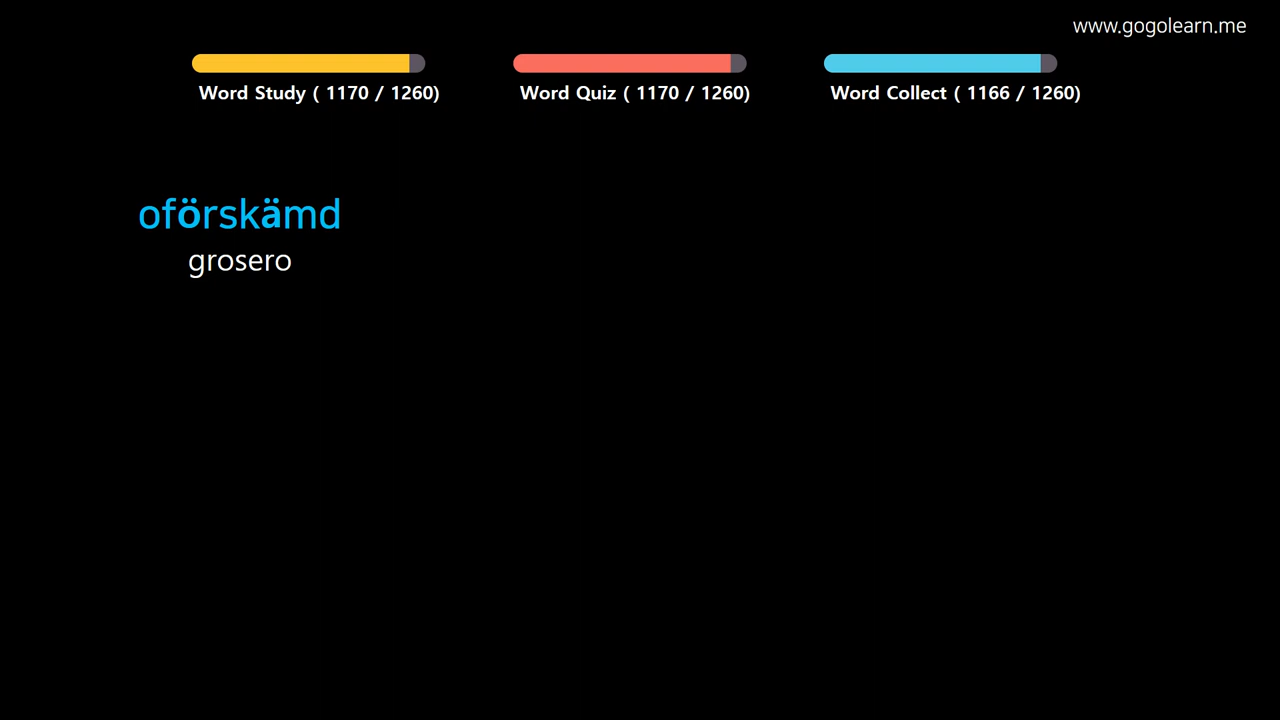 www.gogolearn.me
Word Study ( 1170 / 1260)
Word Quiz ( 1170 / 1260)
Word Collect ( 1166 / 1260)
oförskämd
grosero